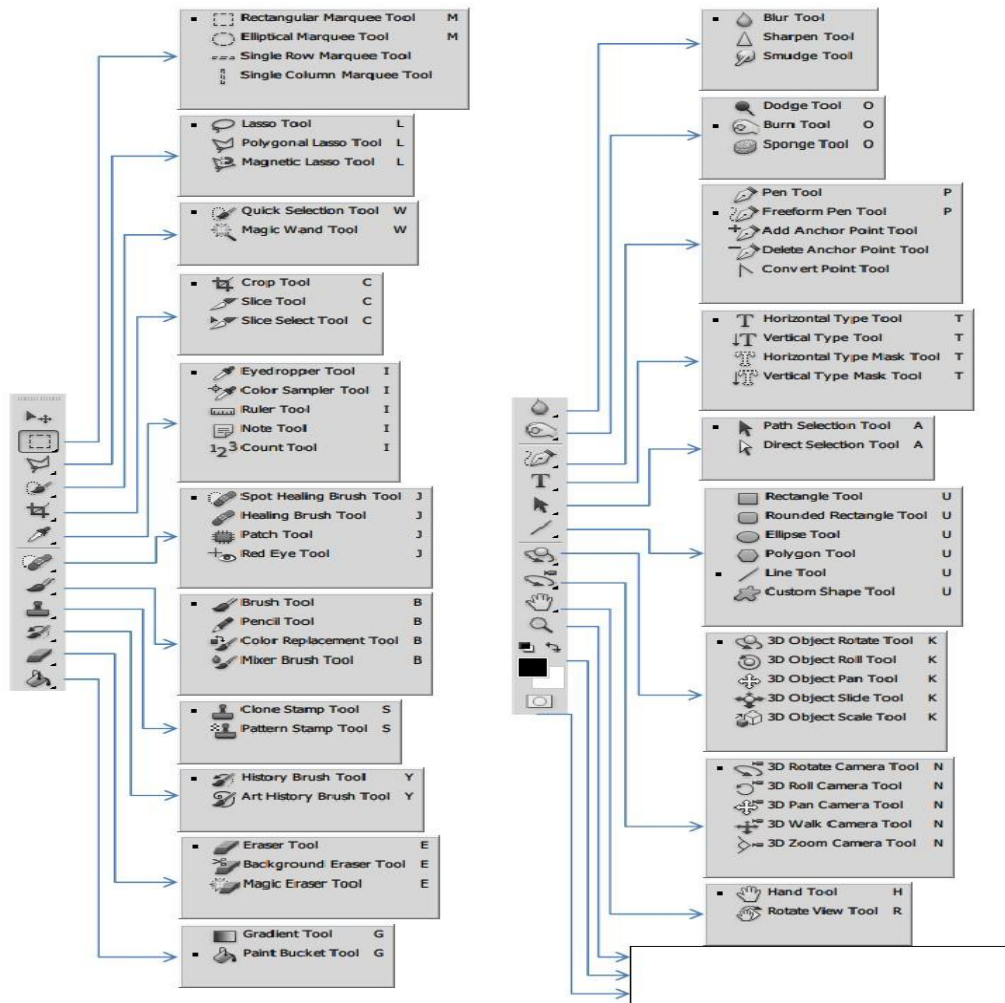 Rectangular Marquee Tool M
Elliptical Marquee Tool M
Single Row Marquee Tool
Single Column Marquee Tool
Lasso Tool L
Polygonal Lasso Tool L
Magnetic Lasso Tool L
Quick Selection Tool W
Magic Wand Tool W
Crop Tool C
Slice Tool C
Slice Select Tool C
Eyedropper Tool I
Color Sampler Tool I
Ruler Tool I
Note Tool I
123 Count Tool I
Spot Healing Brush Tool J
Healing Brush Tool J
Patch Tool J
Red Eye Tool J
Brush Tool B
Pencil Tool B
Color Replacement Tool B
Mixer Brush Tool B
Clone Stamp Tool S
Pattern Stamp Tool S
History Brush Tool Y
Art History Brush Tool Y
Eraser Tool E
Background Eraser Tool E
Magic Eraser Tool E
Gradient Tool G
Paint Bucket Tool G
Blur Tool
Sharpen Tool
Smudge Tool
Dodge Tool O
Burn Tool O
Sponge Tool O
Pen Tool P
Freeform Pen Tool P
Add Anchor Point Tool
Delete Anchor Point Tool
Convert Point Tool
T Horizontal Type Tool T
T Vertical Type Tool T
T Horizontal Type Mask Tool T
T Vertical Type Mask Tool T
Path Selection Tool A
Direct Selection Tool A
T
Rectangle Tool U
Rounded Rectangle Tool U
Ellipse Tool U
Polygon Tool U
Line Tool U
Custom Shape Tool U
3D Object Rotate Tool K
3D Object Roll Tool K
3D Object Pan Tool K
3D Object Slide Tool K
3D Object Scale Tool K
3D Rotate Camera Tool N
3D Roll Camera Tool N
3D Pan Camera Tool N
3D Walk Camera Tool N
3D Zoom Camera Tool N
Hand Tool H
Rotate View Tool R